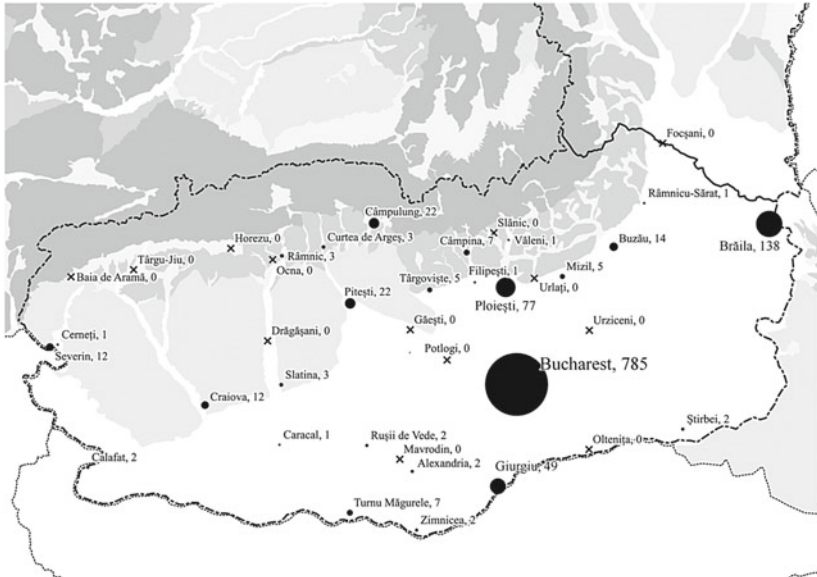 Focșani, 0
Râmnicu-Sărat, 1
Câmpulung, 22
Slănic, 0
Horezu, 0
Curtea de Argeș, 3
Câmpina, 7
Văleni, 1
Buzău, 14
Brăila, 138
Târgu-Jiu, 0
Râmnic, 3
Ocna, 0
Baia de Aramă, 0
Filipești, 1
Mizil, 5
Târgoviște, 5
Urlați, 0
Pitești, 22
Ploiești, 77
Găești, 0
Urziceni, 0
Cerneți, 1
Drăgășani, 0
Severin, 12
Potlogi, 0
Bucharest, 785
Slatina, 3
Craiova, 12
Știrbei, 2
Caracal, 1
Rușii de Vede, 2
Oltenița, 0
Mavrodin, 0
Calafat, 2
Alexandria, 2
Giurgiu, 49
Turnu Măgurele, 7
Zimnicea, 2